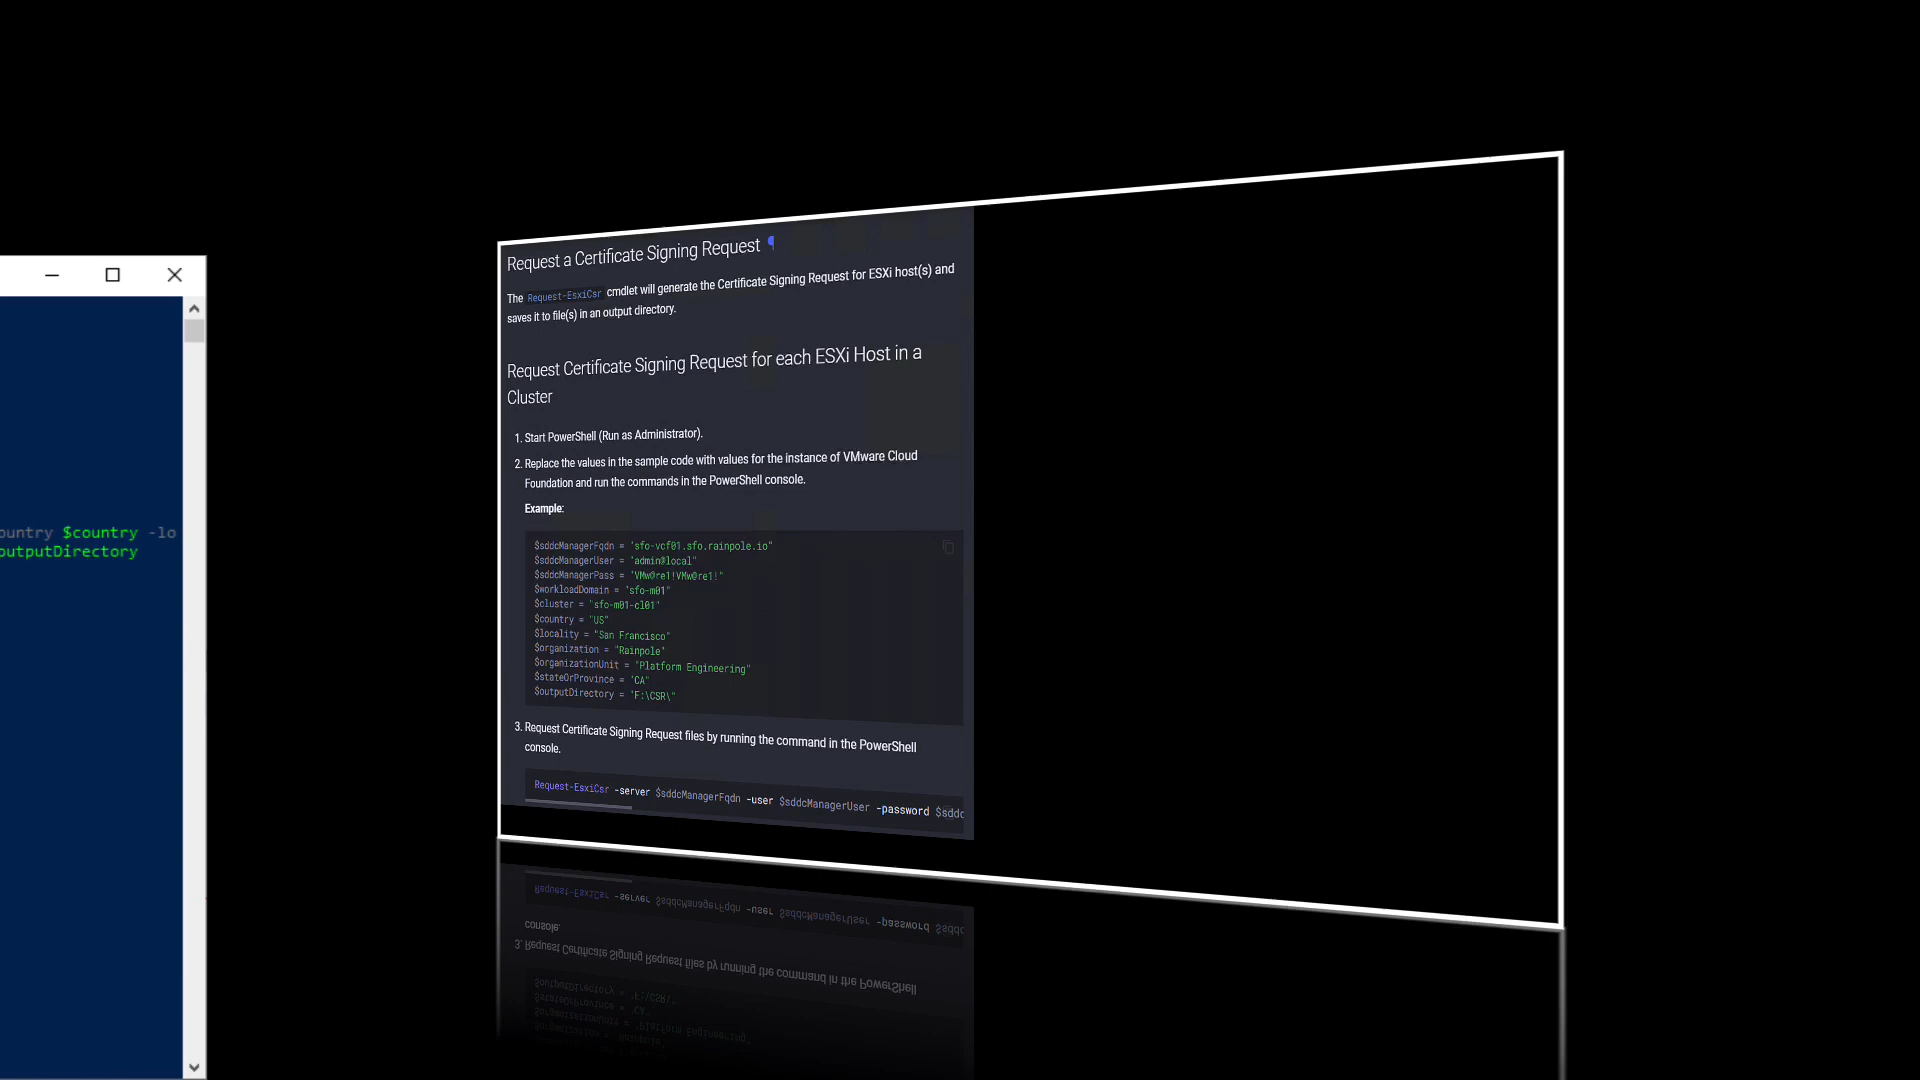 ountry $country -lo
outputDirectory
Request a Certificate Signing Request ¶
The Request-EsxiCsr cmdlet will generate the Certificate Signing Request for ESXi host(s) and
saves it to file(s) in an output directory.
Request Certificate Signing Request for each ESXi Host in a
Cluster
1. Start PowerShell (Run as Administrator).
2. Replace the values in the sample code with values for the instance of VMware Cloud
Foundation and run the commands in the PowerShell console.
Example:
$sddcManagerFqdn = "sfo-vcf01.sfo.rainpole.io"
$sddcManagerUser = "admin@local"
$sddcManagerPass = "VMw@re1!VMw@re1!"
$workloadDomain = "sfo-m01"
$cluster = "sfo-m01-cl01"
$country = "US"
$locality = "San Francisco"
$organization = "Rainpole"
$organizationUnit = "Platform Engineering"
$stateOrProvince = "CA"
$outputDirectory = "F:\CSR\"
3. Request Certificate Signing Request files by running the command in the PowerShell
console.
Request-EsxiCsr -server $sddcManagerFqdn -user $sddcManagerUser -password $sddc